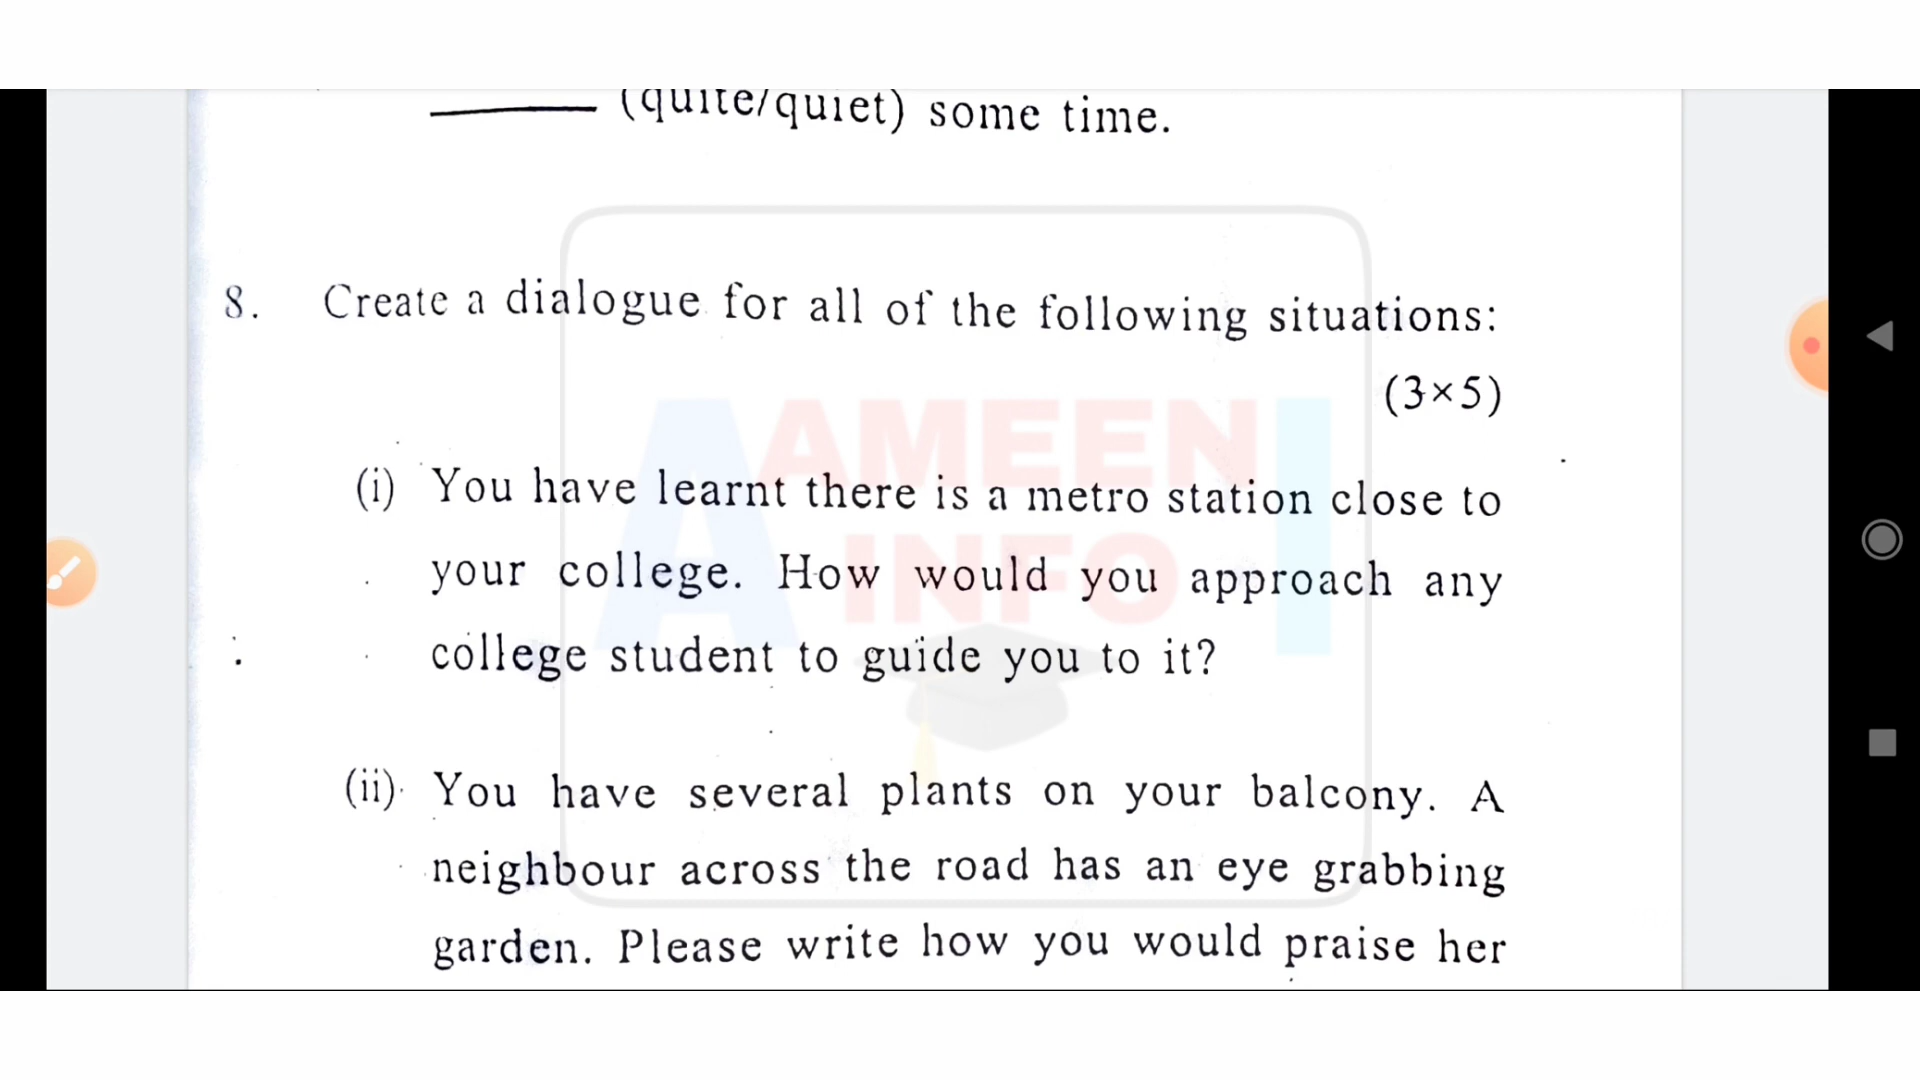 (quite/quiet) some time.
8. Create a dialogue for all of the following situations:
(3×5)
AMEEN
INFO
(i) You have learnt there is a metro station close to
your college. How would you approach any
college student to guide you to it?
(ii) You have several plants on your balcony. A
neighbour across the road has an eye grabbing
garden. Please write how you would praise her